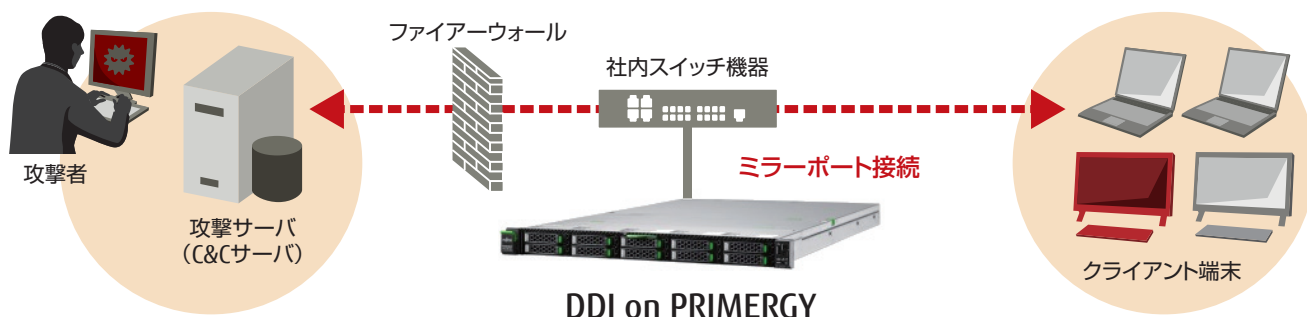 ファイアーウォール
社内スイッチ機器
攻撃者
ミラーポート接続
攻撃サーバ
（C&Cサーバ）
クライアント端末
DDI on PRIMERGY